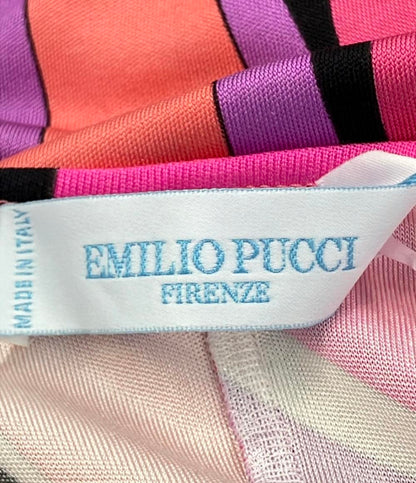 EMILIO PUCCI
FIRENZE
MADE IN ITALY